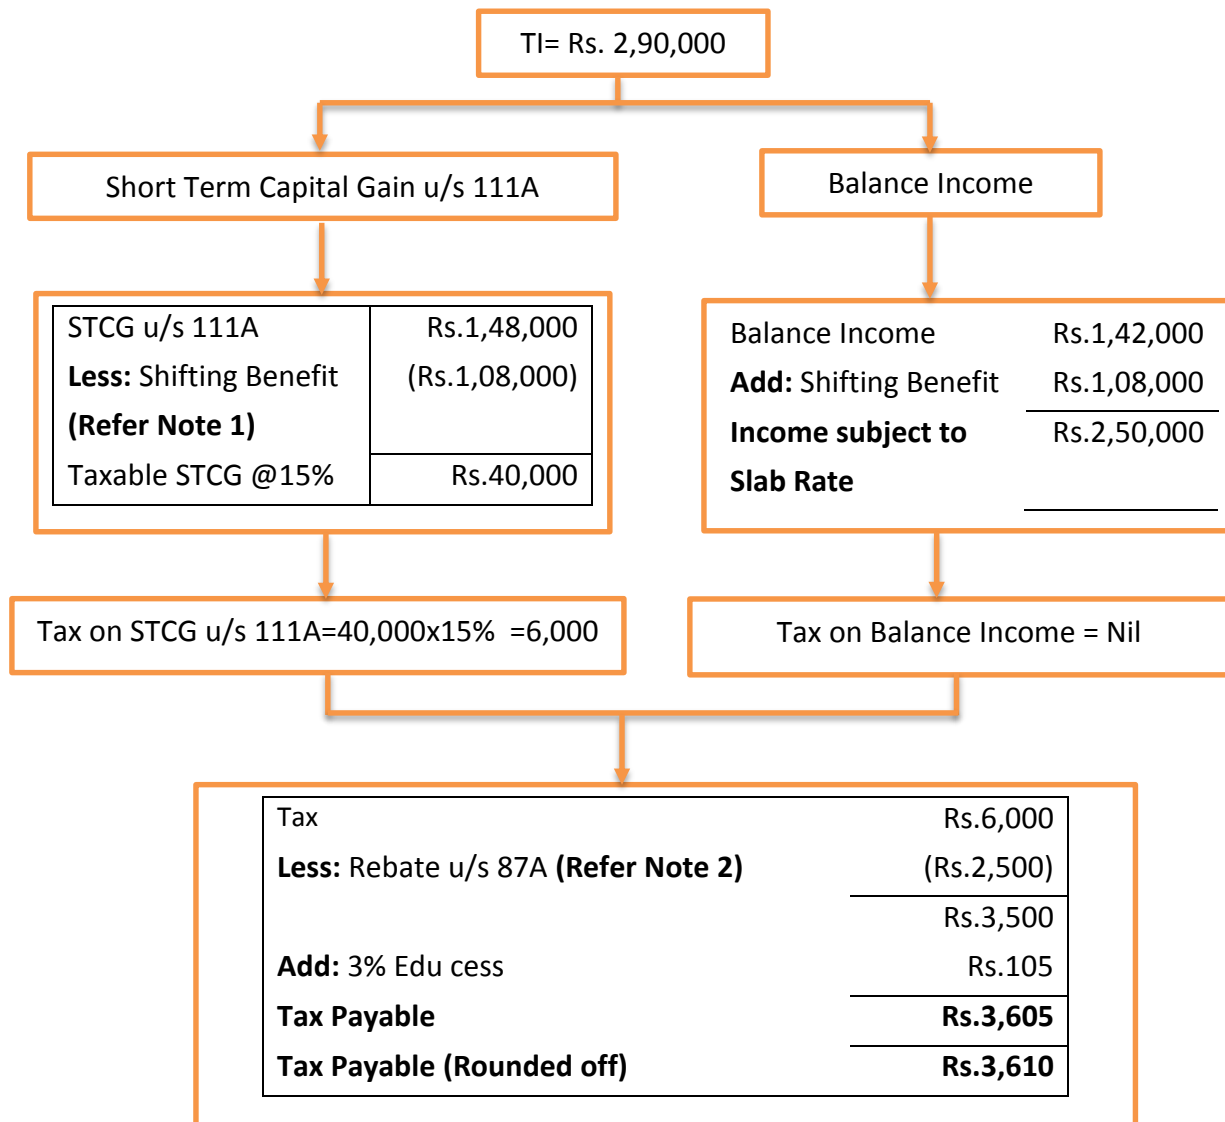 TI= Rs. 2,90,000
Short Term Capital Gain u/s 111A
Balance Income
STCG u/s 111A Rs.1,48,000
Less: Shifting Benefit (Rs.1,08,000)
(Refer Note 1)
Taxable STCG @15% Rs.40,000
Balance Income Rs.1,42,000
Add: Shifting Benefit Rs.1,08,000
Income subject to Rs.2,50,000
Slab Rate
Tax on STCG u/s 111A=40,000x15% =6,000
Tax on Balance Income = Nil
Tax Rs.6,000
Less: Rebate u/s 87A (Refer Note 2) (Rs.2,500)
Rs.3,500
Add: 3% Edu cess Rs.105
Tax Payable Rs.3,605
Tax Payable (Rounded off) Rs.3,610